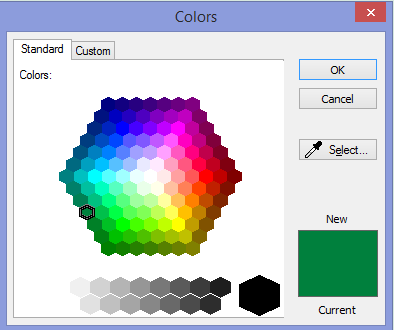 Colors
Standard
Custom
Colors:
OK
Cancel
Select...
New
Current